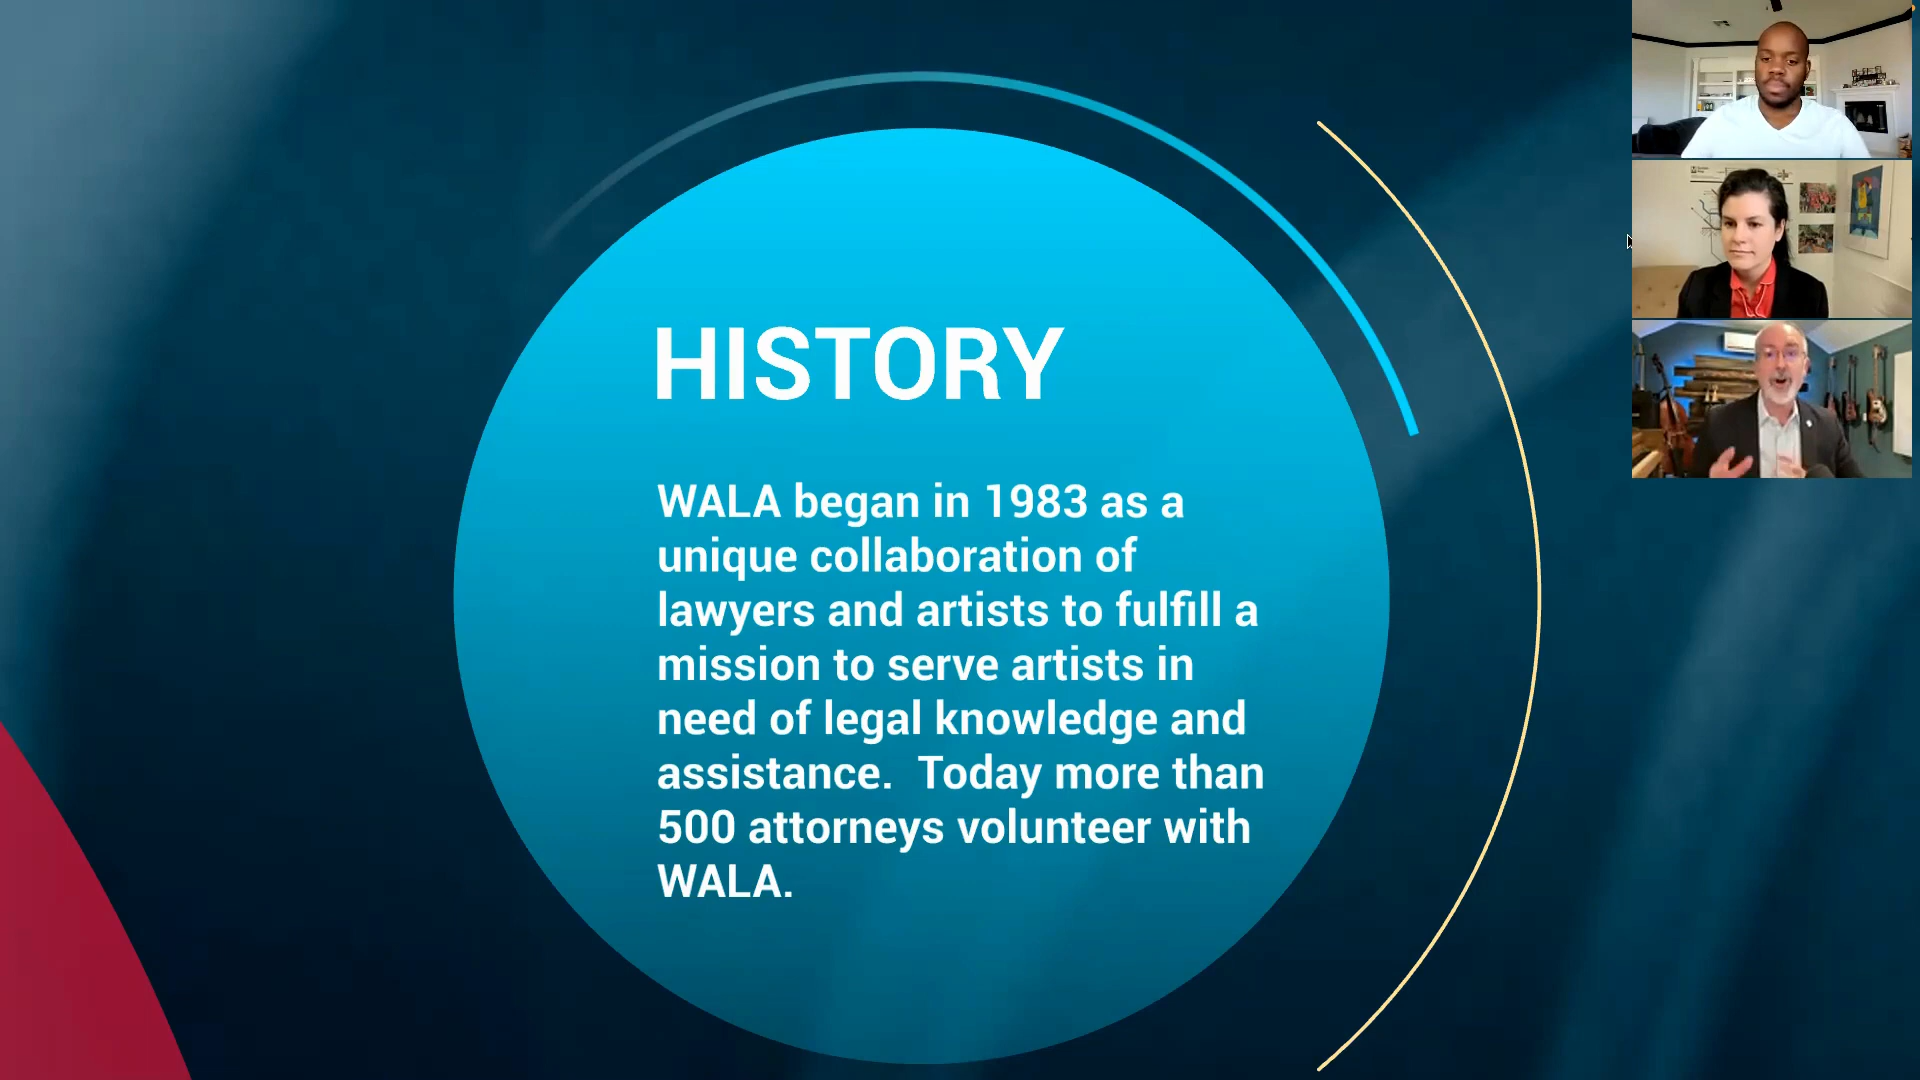 HISTORY
WALA began in 1983 as a
unique collaboration of
lawyers and artists to fulfill a
mission to serve artists in
need of legal knowledge and
assistance.  Today more than
500 attorneys volunteer with
WALA.